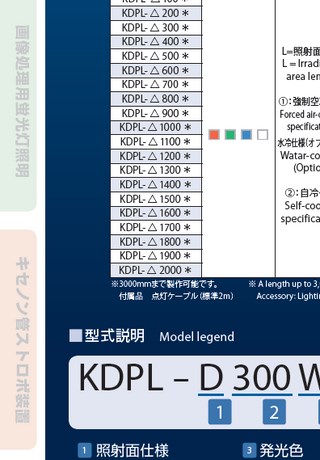 画像処理用蛍光灯照明
キセノン管ストロボ装置
KDPL-△ 200＊
KDPL-△ 300＊
KDPL-△ 400＊
KDPL-△ 500＊
KDPL-△ 600＊
KDPL-△ 700＊
KDPL-△ 800＊
KDPL-△ 900＊
KDPL-△ 1000＊
KDPL-△ 1100＊
KDPL-△ 1200＊
KDPL-△ 1300＊
KDPL-△ 1400＊
KDPL-△ 1500＊
KDPL-△ 1600＊
KDPL-△ 1700＊
KDPL-△ 1800＊
KDPL-△ 1900＊
KDPL-△ 2000＊
L=照射面
L = Irradi
area len
①：強制空
Forced air-c
specificat
水冷仕様(オプ
Watar-co
(Optio
②：自冷
Self-coo
specifica
※3000mmまで製作可能です。
付属品　点灯ケーブル（標準2m）
※ A length up to 3,
Accessory: Lightin
型式説明 Model legend
KDPL – D 300 W
1 2
1 照射面仕様
3 発光色